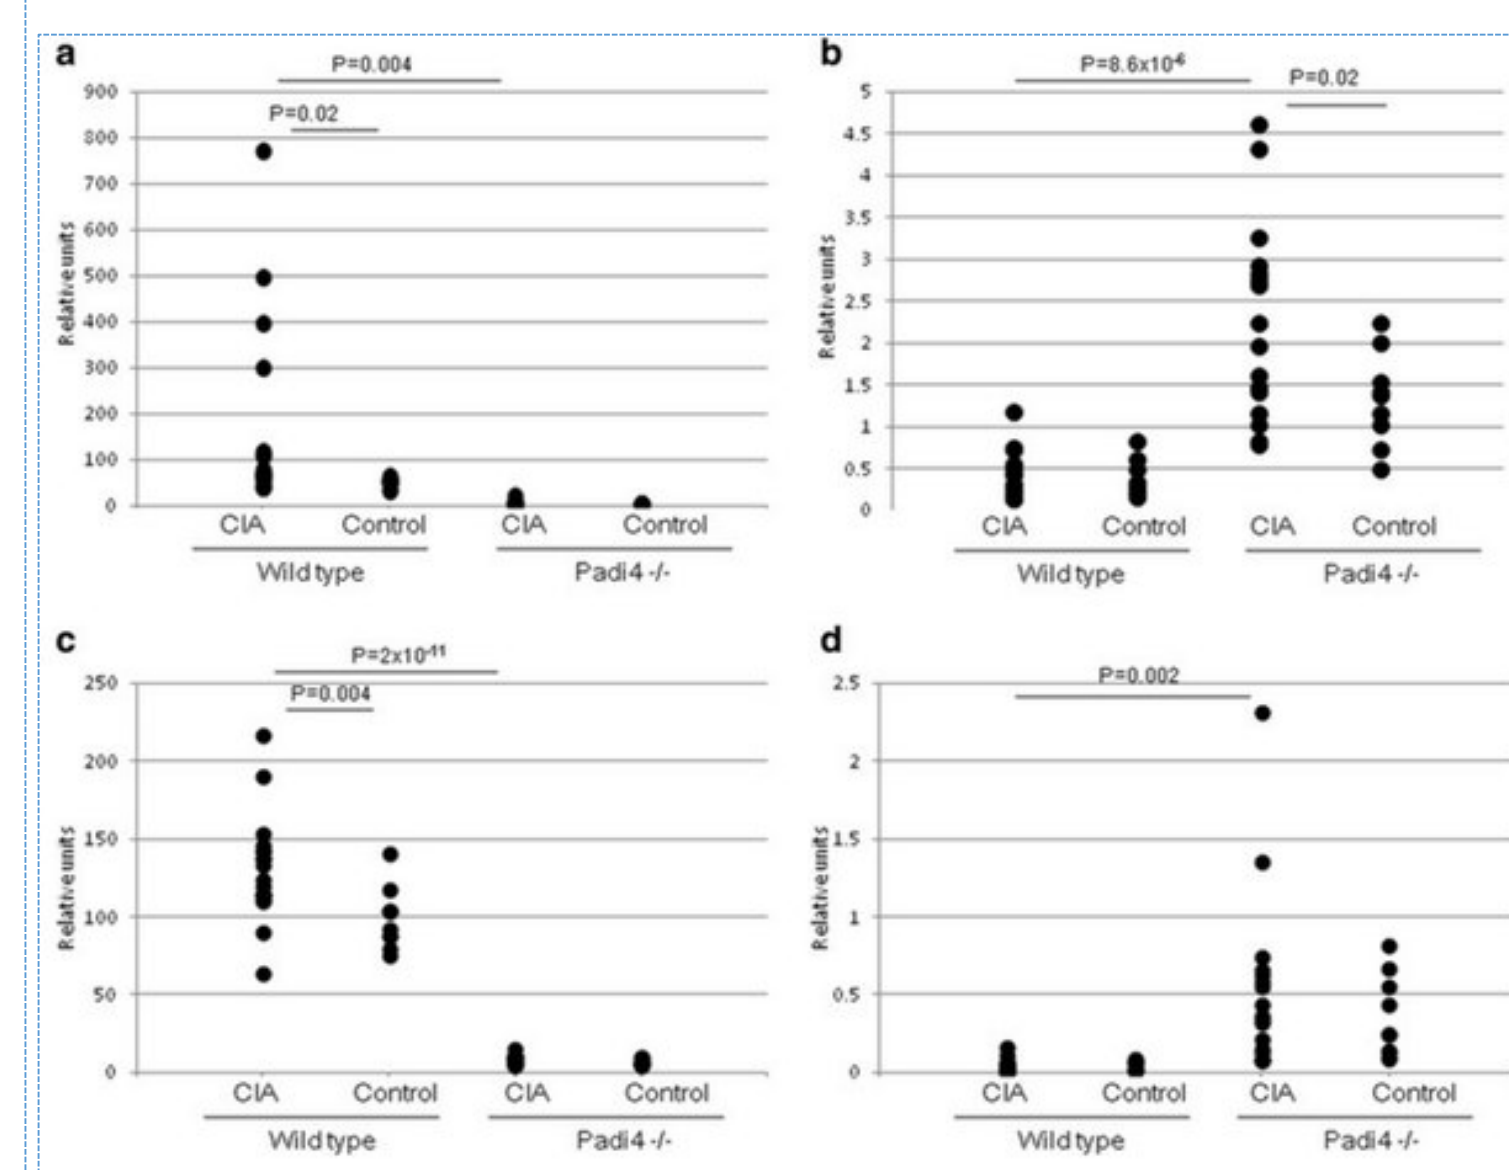 a
P=0.004
900
P=0.02
800
700
600
500
400
300
200
100
0
Relative units
CIA Control CIA Control
Wild type Padi4 -/-
b
P=8.6x10-6
P=0.02
5
4.5
4
3.5
3
2.5
2
1.5
1
0.5
0
Relative units
CIA Control CIA Control
Wild type Padi4 -/-
c
P=2x10-11
250
P=0.004
200
150
100
50
0
Relative units
CIA Control CIA Control
Wild type Padi4 -/-
d
P=0.002
2.5
2
1.5
1
0.5
0
Relative units
CIA Control CIA Control
Wild type Padi4 -/-